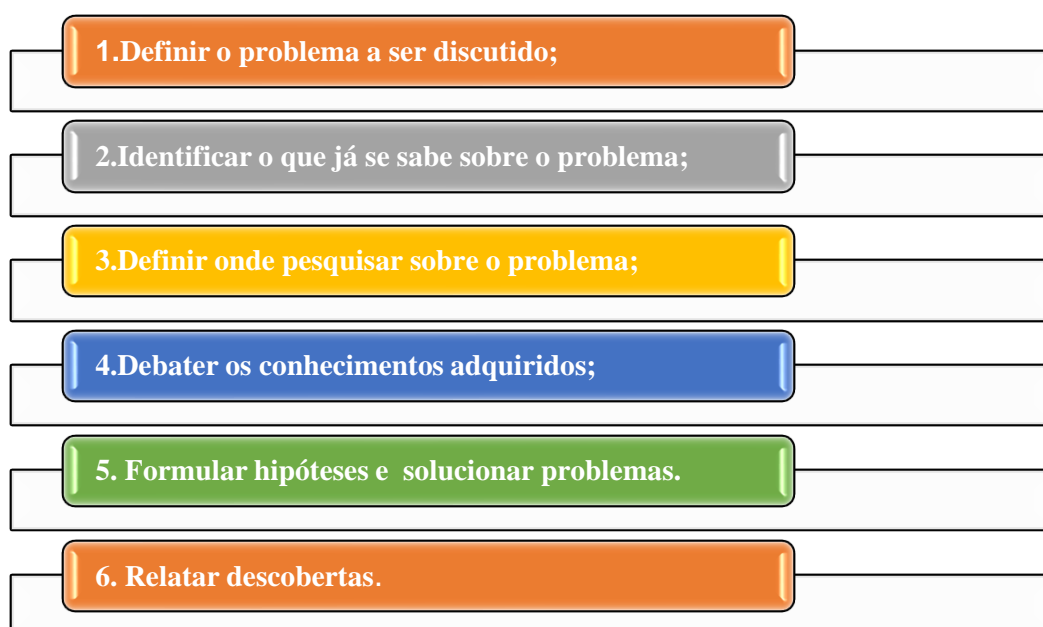 1.Definir o problema a ser discutido;
2.Identificar o que já se sabe sobre o problema;
3.Definir onde pesquisar sobre o problema;
4.Debater os conhecimentos adquiridos;
5. Formular hipóteses e  solucionar problemas.
6. Relatar descobertas.